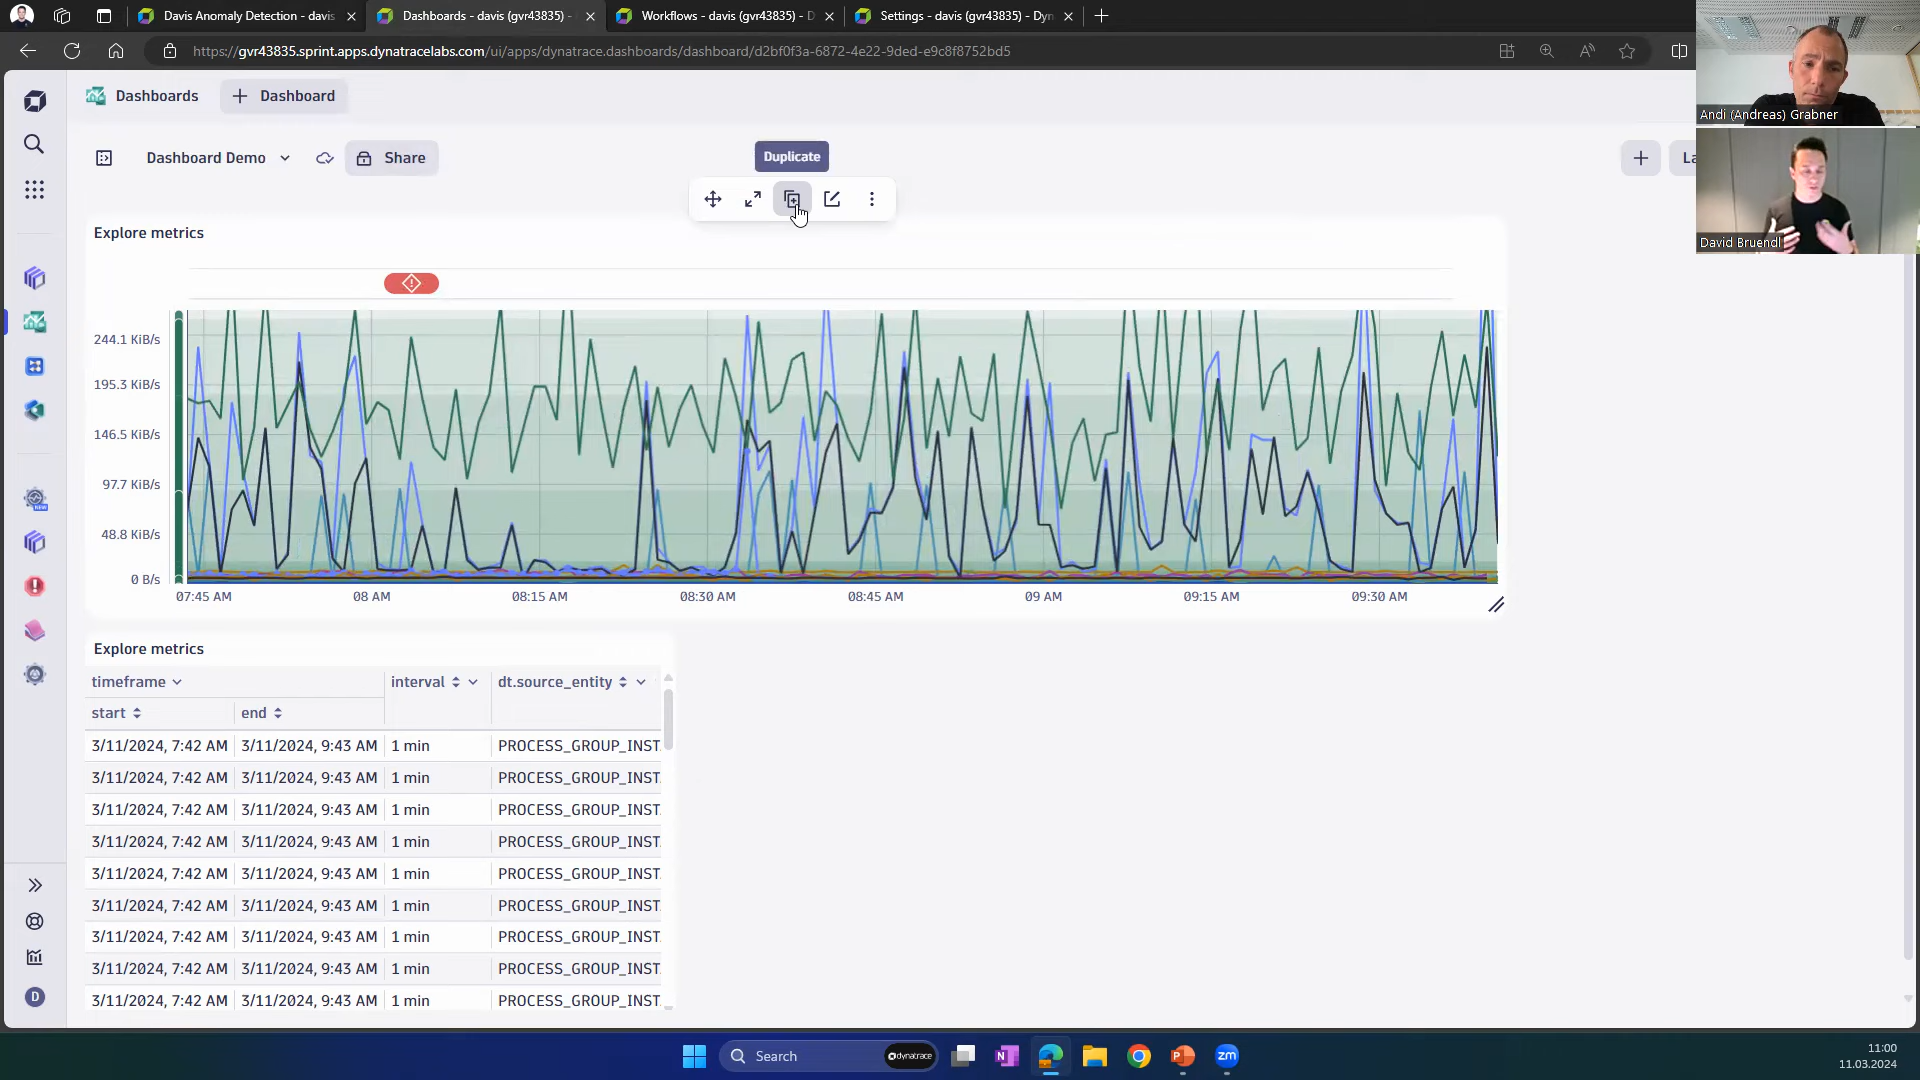 Davis Anomaly Detection - davis
Dashboards - davis (gvr43835) -
Workflows - davis (gvr43835) - D
Settings - davis (gvr43835) - Dyn
https://gvr43835.sprint.apps.dynatracelabs.com/ui/apps/dynatrace.dashboards/dashboard/d2bf0f3a-6872-4e22-9ded-e9c8f8752bd5
Dashboards
Dashboard
Andi (Andreas) Grabner
Dashboard Demo
Share
Duplicate
La
David Bruendl
Explore metrics
244.1 KiB/s
195.3 KiB/s
146.5 KiB/s
97.7 KiB/s
48.8 KiB/s
0 B/s
07:45 AM 08 AM 08:15 AM 08:30 AM 08:45 AM 09 AM 09:15 AM 09:30 AM
NEW
Explore metrics
timeframe interval dt.source_entity
start end
3/11/2024, 7:42 AM 3/11/2024, 9:43 AM 1 min PROCESS_GROUP_INST
3/11/2024, 7:42 AM 3/11/2024, 9:43 AM 1 min PROCESS_GROUP_INST
3/11/2024, 7:42 AM 3/11/2024, 9:43 AM 1 min PROCESS_GROUP_INST
3/11/2024, 7:42 AM 3/11/2024, 9:43 AM 1 min PROCESS_GROUP_INST
3/11/2024, 7:42 AM 3/11/2024, 9:43 AM 1 min PROCESS_GROUP_INST
3/11/2024, 7:42 AM 3/11/2024, 9:43 AM 1 min PROCESS_GROUP_INST
3/11/2024, 7:42 AM 3/11/2024, 9:43 AM 1 min PROCESS_GROUP_INST
3/11/2024, 7:42 AM 3/11/2024, 9:43 AM 1 min PROCESS_GROUP_INST
3/11/2024, 7:42 AM 3/11/2024, 9:43 AM 1 min PROCESS_GROUP_INST
D
Search
dynatrace
zm
11:00
11.03.2024